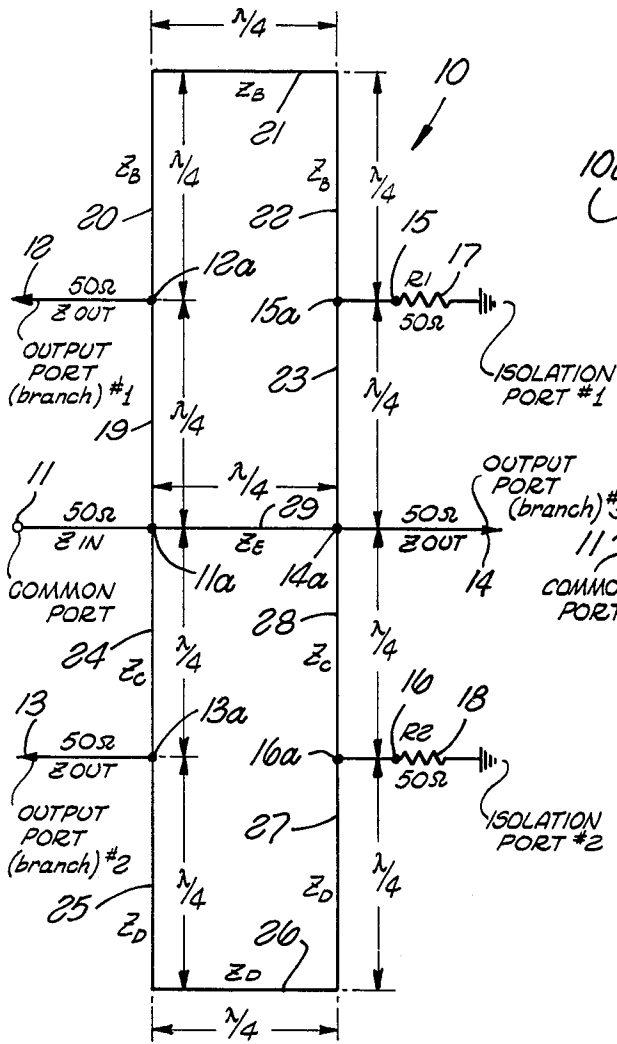 λ/4
Z_B
21
10
10
Z_B
λ/4
Z_B
λ/4
20
22
12
50Ω
Z OUT
12a
15
R1
17
50Ω
15a
OUTPUT
PORT
(branch) #1
ISOLATION
PORT #1
19
λ/4
23
λ/4
λ/4
11
50Ω
Z IN
29
Z_E
OUTPUT
PORT
(branch) #
50Ω
Z OUT
14
COMMON
PORT
11a
14a
11
COMMO
PORT
24
Z_C
λ/4
28
Z_C
λ/4
13
50Ω
Z OUT
13a
16
R2
18
50Ω
16a
OUTPUT
PORT
(branch) #2
ISOLATION
PORT #2
25
λ/4
27
λ/4
Z_D
Z_D
26
Z_D
λ/4